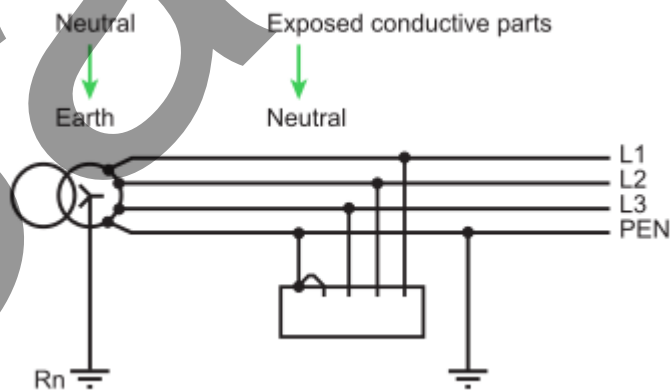 Neutral
Exposed conductive parts
Earth
Neutral
L1
L2
L3
PEN
Rn